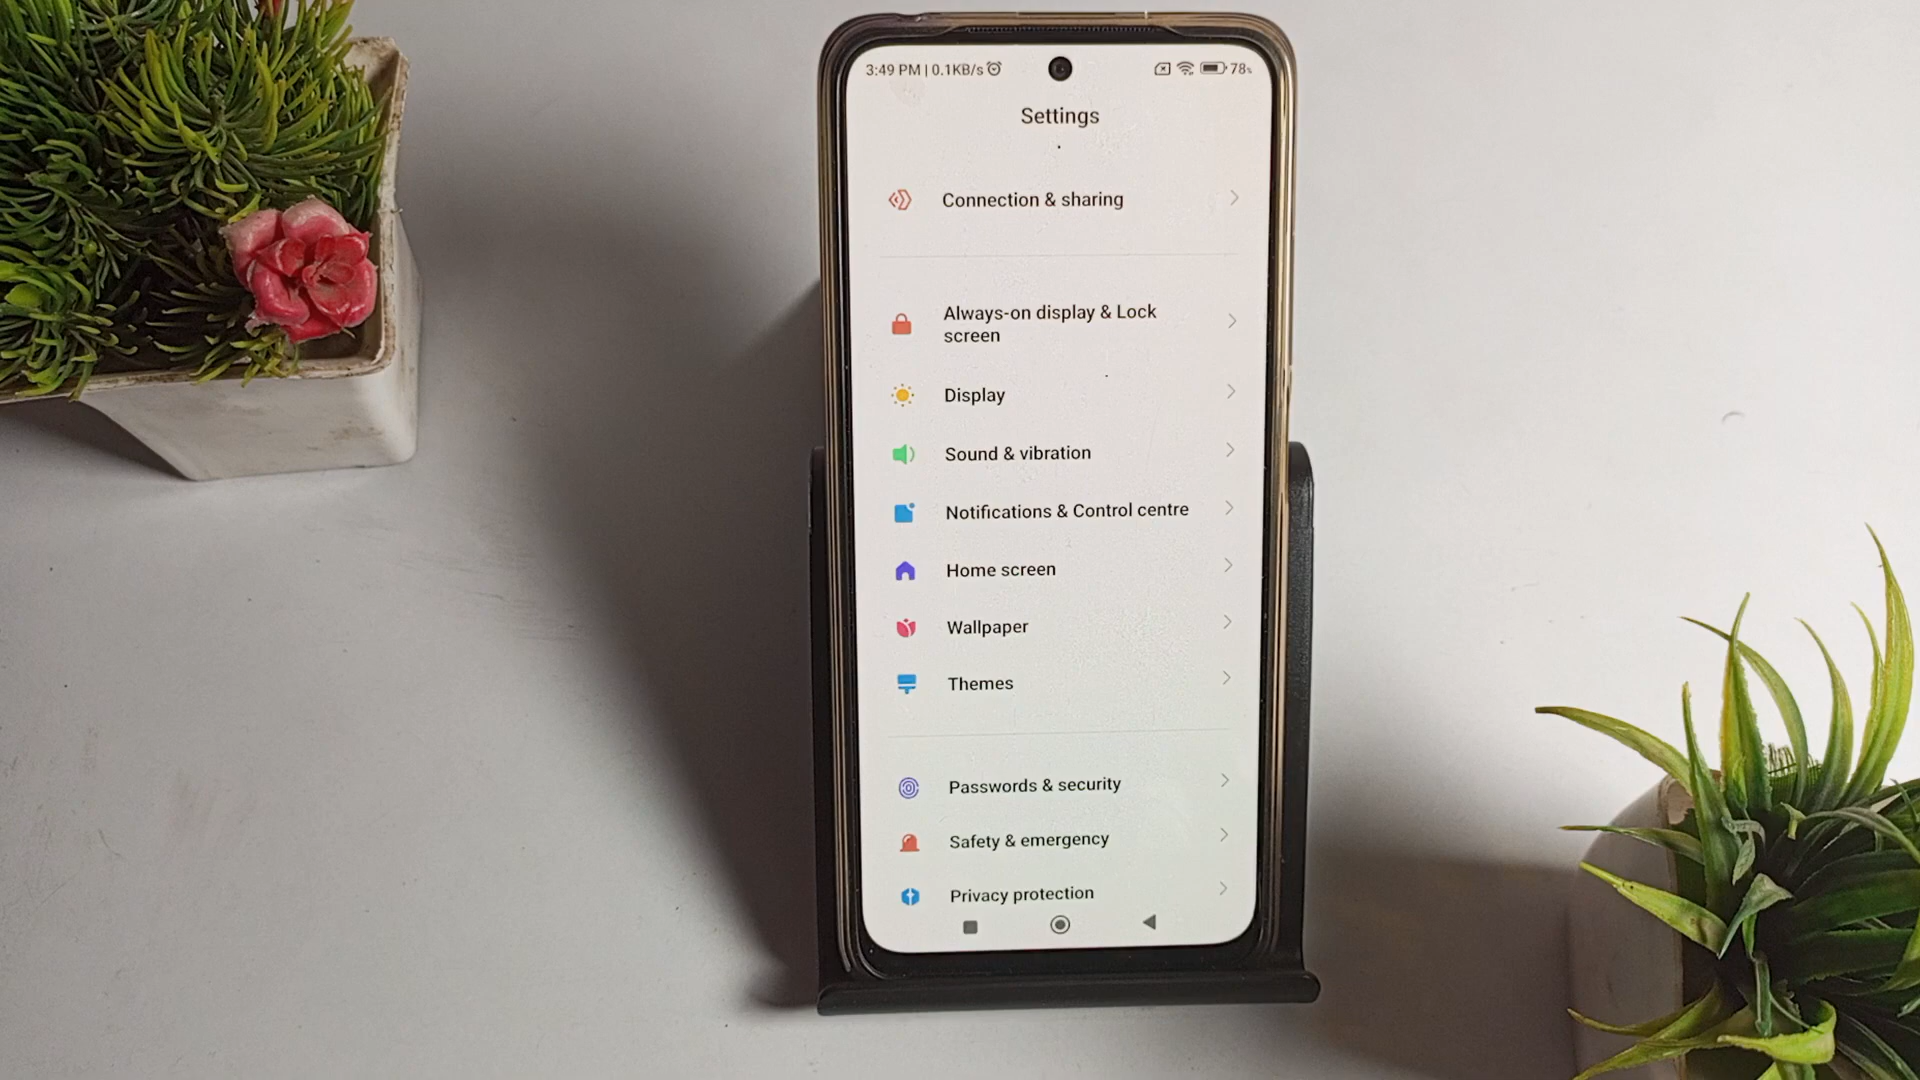 3:49 PM | 0.1KB/s 78%
Settings
Connection & sharing
Always-on display & Lock
screen
Display
Sound & vibration
Notifications & Control centre
Home screen
Wallpaper
Themes
Passwords & security
Safety & emergency
Privacy protection